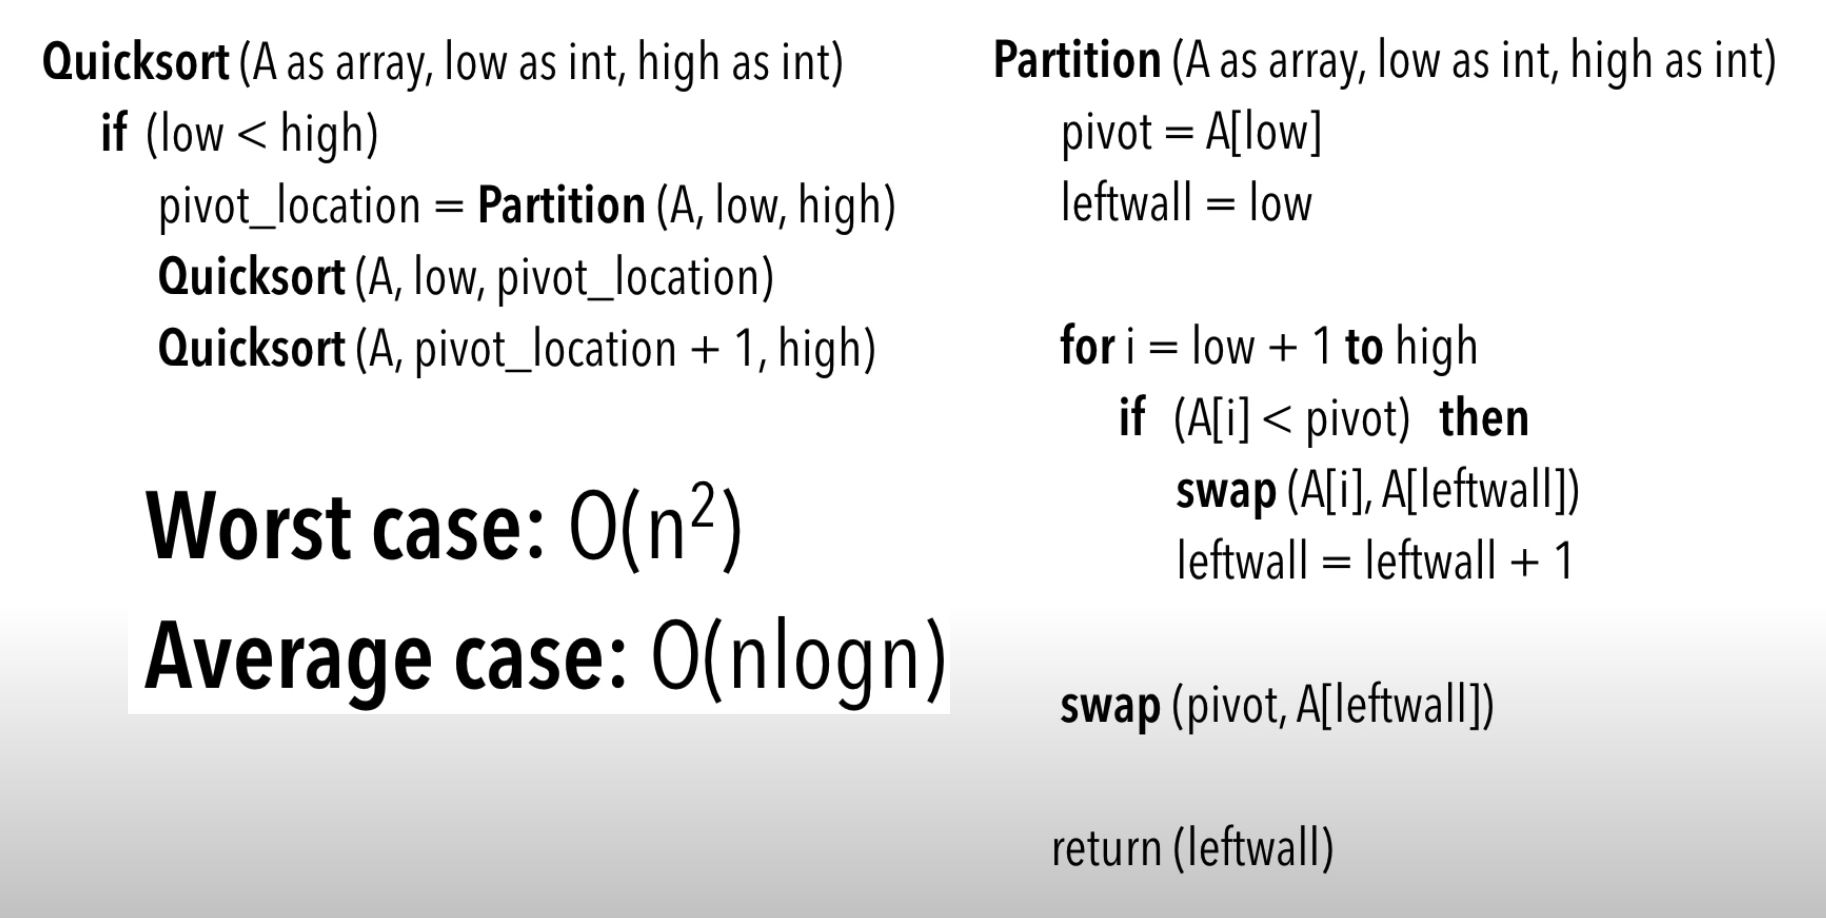 Quicksort (A as array, low as int, high as int)
if (low < high)
pivot_location = Partition (A, low, high)
Quicksort (A, low, pivot_location)
Quicksort (A, pivot_location + 1, high)
Worst case: O(n²)
Average case: O(nlogn)
Partition (A as array, low as int, high as int)
pivot = A[low]
leftwall = low
for i = low + 1 to high
if (A[i] < pivot) then
swap (A[i], A[leftwall])
leftwall = leftwall + 1
swap (pivot, A[leftwall])
return (leftwall)